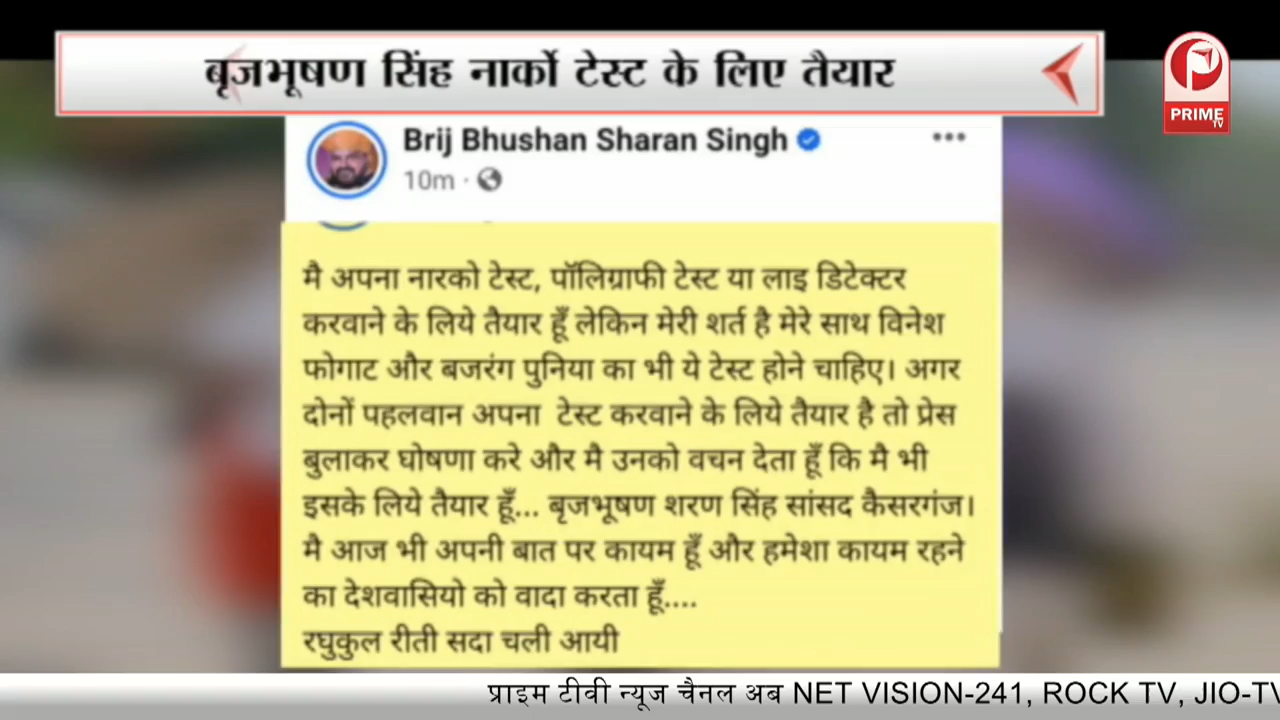 बृजभूषण सिंह नार्को टेस्ट के लिए तैयार
PRIME
TV
Brij Bhushan Sharan Singh
10m ·
मै अपना नारको टेस्ट, पॉलिग्राफी टेस्ट या लाइ डिटेक्टर
करवाने के लिये तैयार हूँ लेकिन मेरी शर्त है मेरे साथ विनेश
फोगाट और बजरंग पुनिया का भी ये टेस्ट होने चाहिए। अगर
दोनों पहलवान अपना टेस्ट करवाने के लिये तैयार है तो प्रेस
बुलाकर घोषणा करे और मै उनको वचन देता हूँ कि मै भी
इसके लिये तैयार हूँ... बृजभूषण शरण सिंह सांसद कैसरगंज।
मै आज भी अपनी बात पर कायम हूँ और हमेशा कायम रहने
का देशवासियो को वादा करता हूँ....
रघुकुल रीती सदा चली आयी
प्राइम टीवी न्यूज चैनल अब NET VISION-241, ROCK TV, JIO-TV